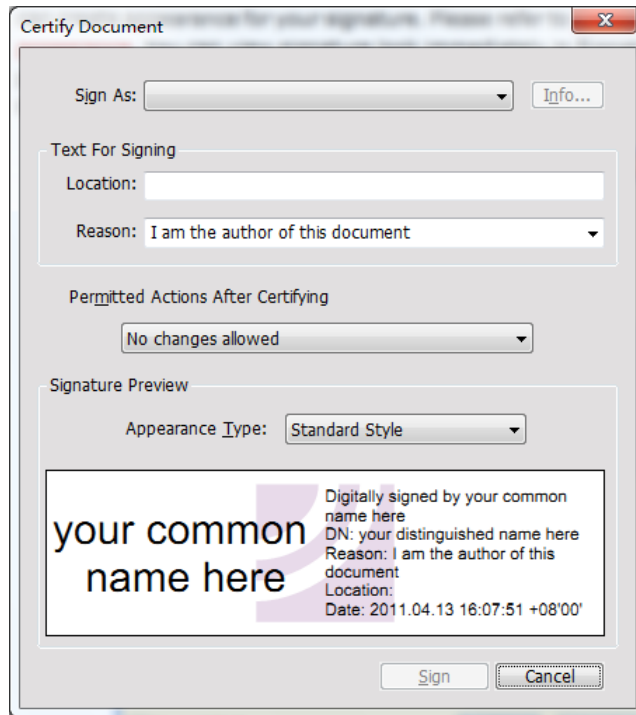 Certify Document
Sign As:
Info...
Text For Signing
Location:
Reason: I am the author of this document
Permitted Actions After Certifying
No changes allowed
Signature Preview
Appearance Type: Standard Style
your common
name here
Digitally signed by your common
name here
DN: your distinguished name here
Reason: I am the author of this
document
Location:
Date: 2011.04.13 16:07:51 +08'00'
Sign
Cancel